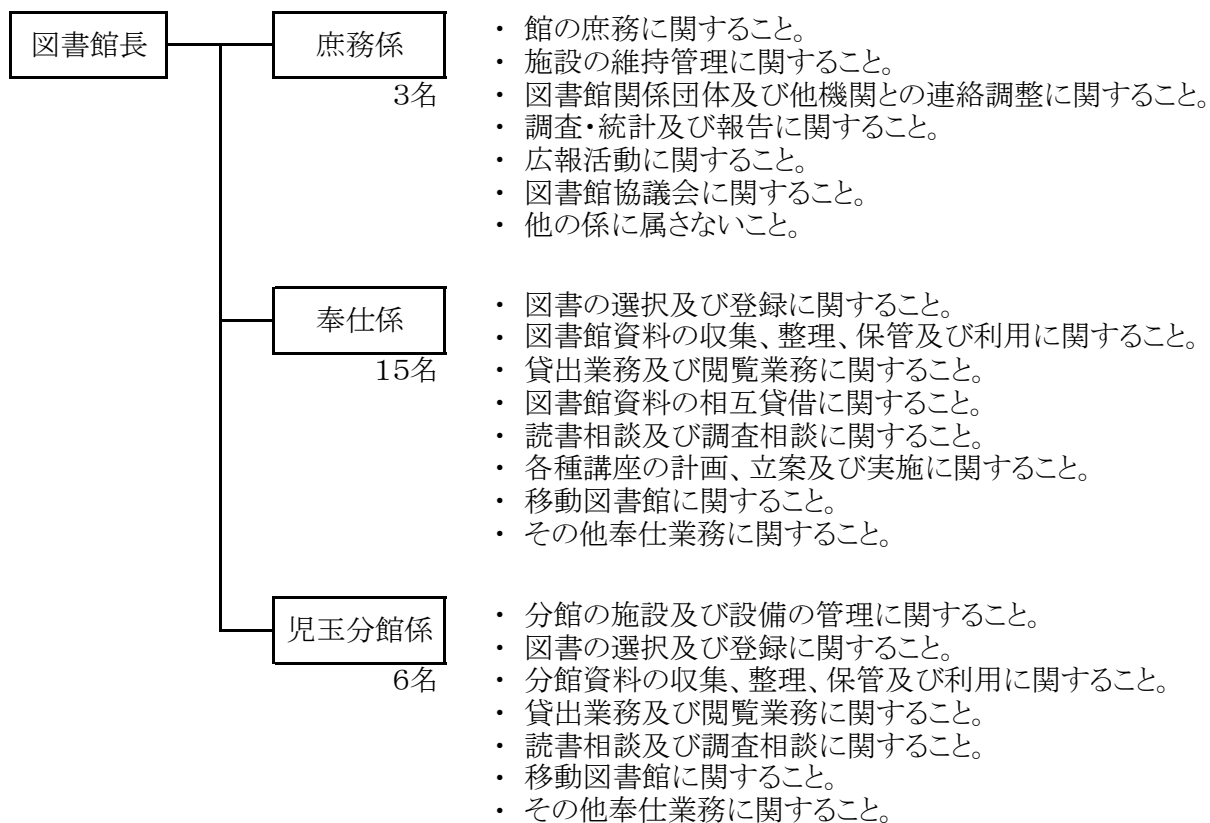 図書館長
庶務係
3名
・ 館の庶務に関すること。
・ 施設の維持管理に関すること。
・ 図書館関係団体及び他機関との連絡調整に関すること。
・ 調査・統計及び報告に関すること。
・ 広報活動に関すること。
・ 図書館協議会に関すること。
・ 他の係に属さないこと。
奉仕係
15名
・ 図書の選択及び登録に関すること。
・ 図書館資料の収集、整理、保管及び利用に関すること。
・ 貸出業務及び閲覧業務に関すること。
・ 図書館資料の相互貸借に関すること。
・ 読書相談及び調査相談に関すること。
・ 各種講座の計画、立案及び実施に関すること。
・ 移動図書館に関すること。
・ その他奉仕業務に関すること。
児玉分館係
6名
・ 分館の施設及び設備の管理に関すること。
・ 図書の選択及び登録に関すること。
・ 分館資料の収集、整理、保管及び利用に関すること。
・ 貸出業務及び閲覧業務に関すること。
・ 読書相談及び調査相談に関すること。
・ 移動図書館に関すること。
・ その他奉仕業務に関すること。